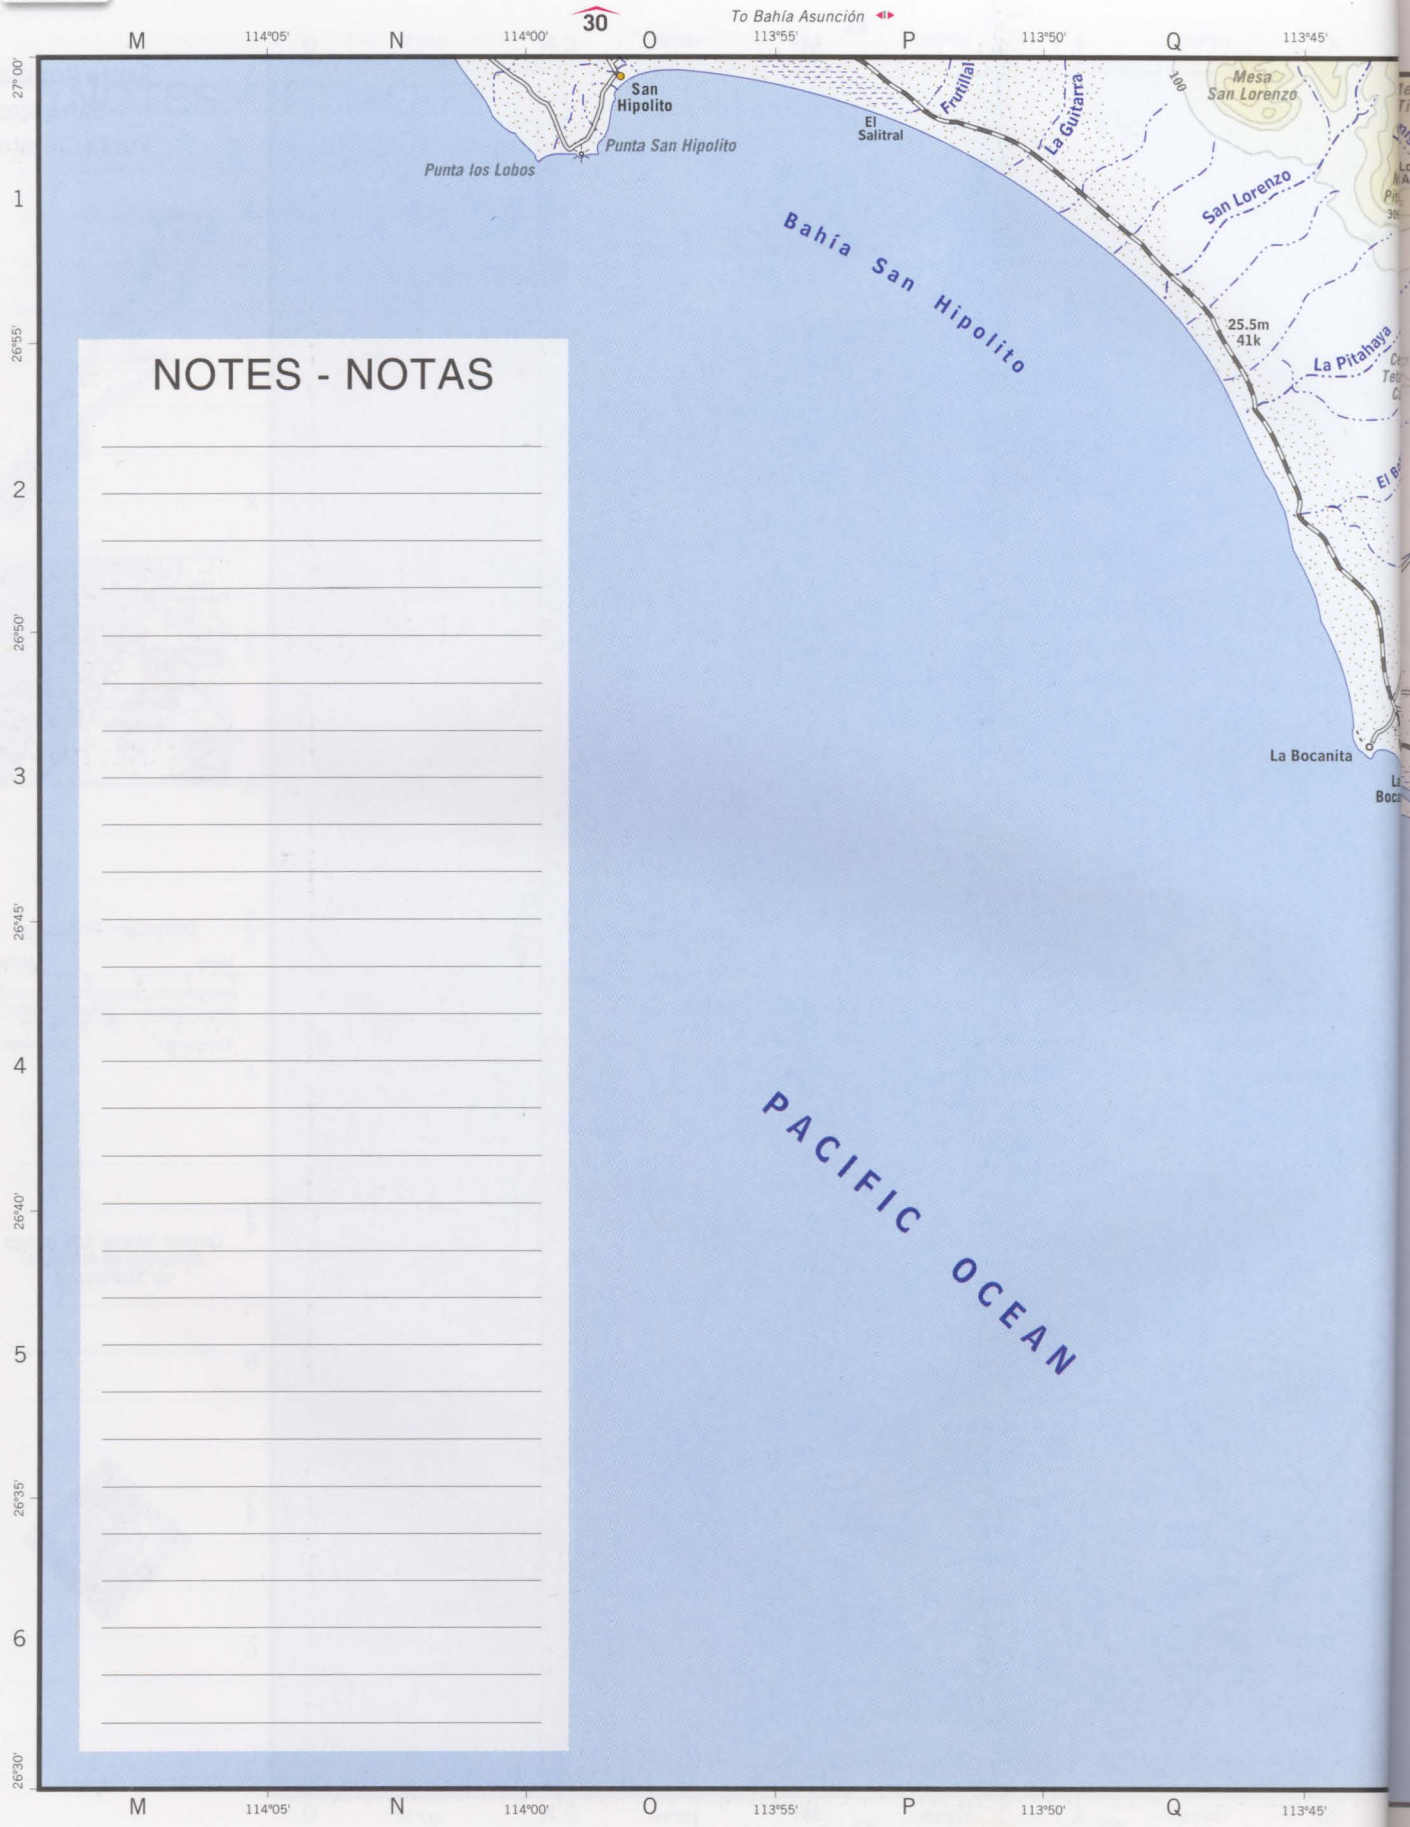 30
To Bahía Asunción
M 114°05' N 114°00' O 113°55' P 113°50' Q 113°45'
27°00'
San
Hipolito
Punta San Hipolito
Punta los Lobos
El
Salitral
Frutillal
La Guitarra
100
Mesa
San Lorenzo
San Lorenzo
1
Bahía San Hipolito
25.5m
41k
La Pitahaya
26°55'
NOTES - NOTAS
2
26°50'
La Bocanita
3
26°45'
4
PACIFIC OCEAN
26°40'
5
26°35'
6
26°30'
M 114°05' N 114°00' O 113°55' P 113°50' Q 113°45'